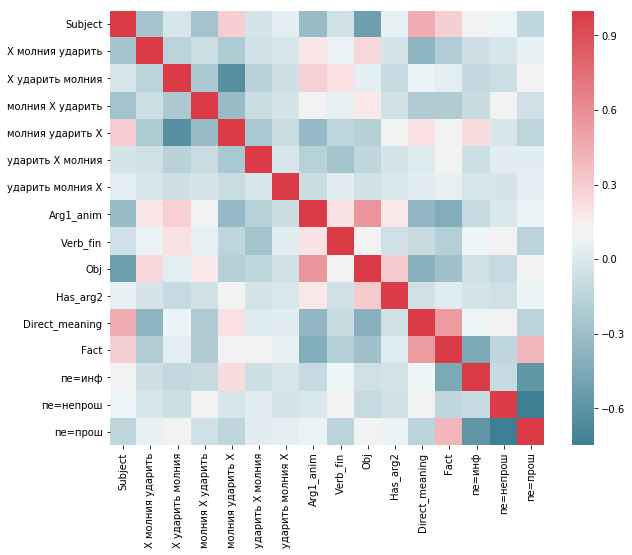 Subject
X молния ударить
X ударить молния
молния X ударить
молния ударить X
ударить X молния
ударить молния X
Arg1_anim
Verb_fin
Obj
Has_arg2
Direct_meaning
Fact
пе=инф
пе=непрош
пе=прош
Subject
X молния ударить
X ударить молния
молния X ударить
молния ударить X
ударить X молния
ударить молния X
Arg1_anim
Verb_fin
Obj
Has_arg2
Direct_meaning
Fact
пе=инф
пе=непрош
пе=прош
0.9
0.6
0.3
0.0
−0.3
−0.6